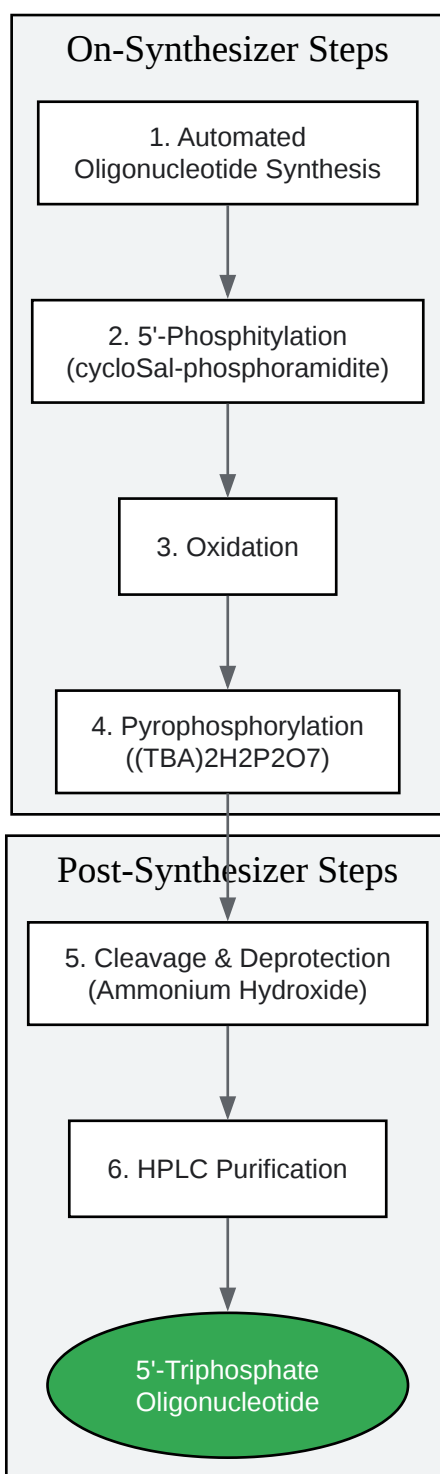 On-Synthesizer Steps
1. Automated
Oligonucleotide Synthesis
2. 5'-Phosphitylation
(cycloSal-phosphoramidite)
3. Oxidation
4. Pyrophosphorylation
((TBA)2H2P2O7)
Post-Synthesizer Steps
5. Cleavage & Deprotection
(Ammonium Hydroxide)
6. HPLC Purification
5'-Triphosphate
Oligonucleotide